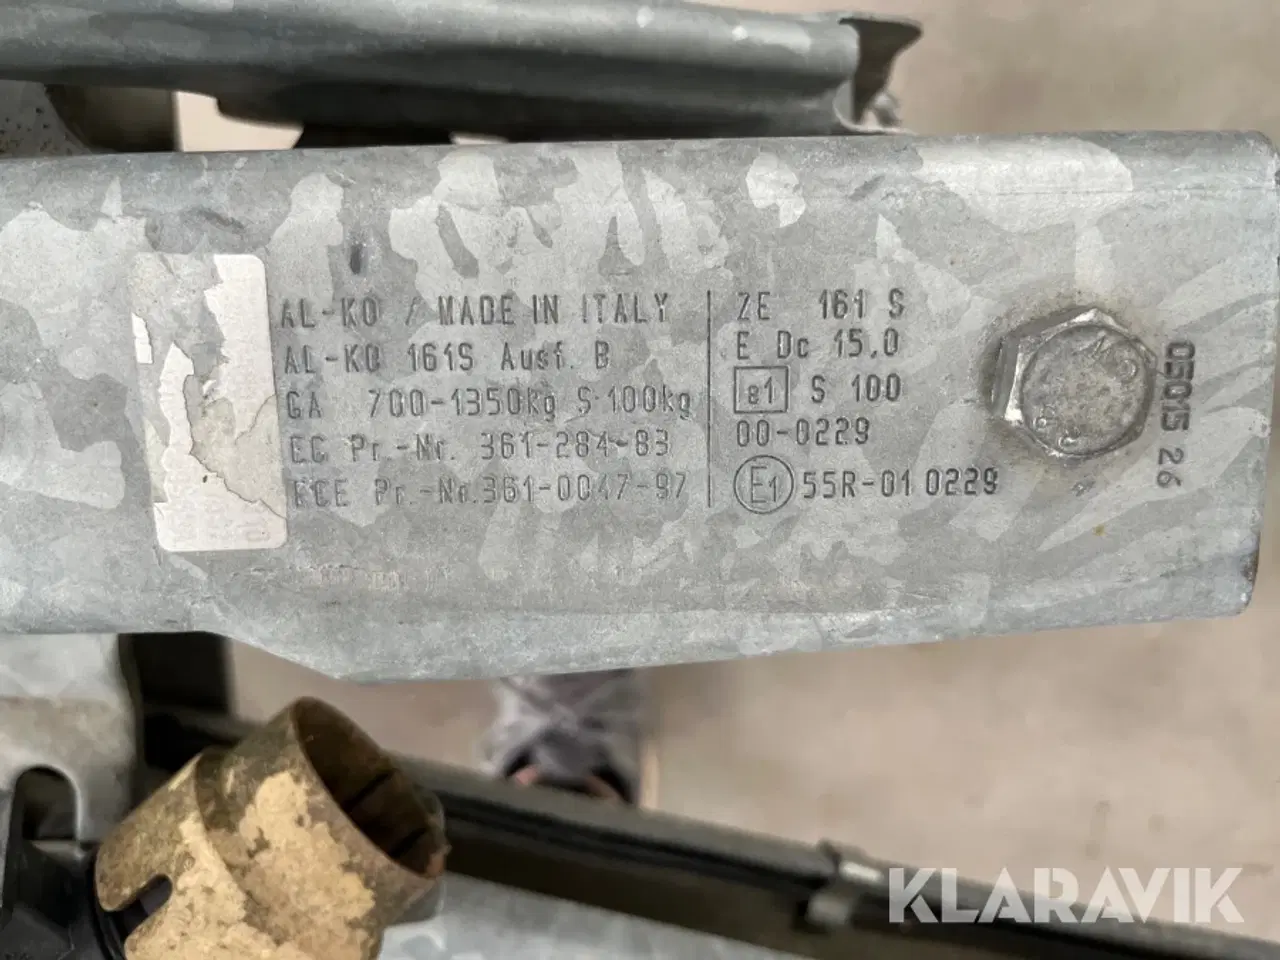 AL-KO / MADE IN ITALY
AL-KO 161S Ausf. B
GA 700-1350kg S 100kg
EG Pr.-Nr. 361-284-83
ECE Pr.-Nr. 361-0047-97
ZE 161 S
E Dc 15,0
e1 S 100
00-0229
E1 55R-01 0229
05015 26
KLARAVIK